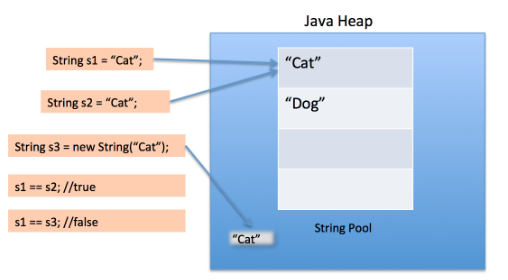 Java Heap
String s1 = “Cat”;
“Cat”
String s2 = “Cat”;
“Dog”
String s3 = new String(“Cat”);
s1 == s2; //true
s1 == s3; //false
String Pool
“Cat”